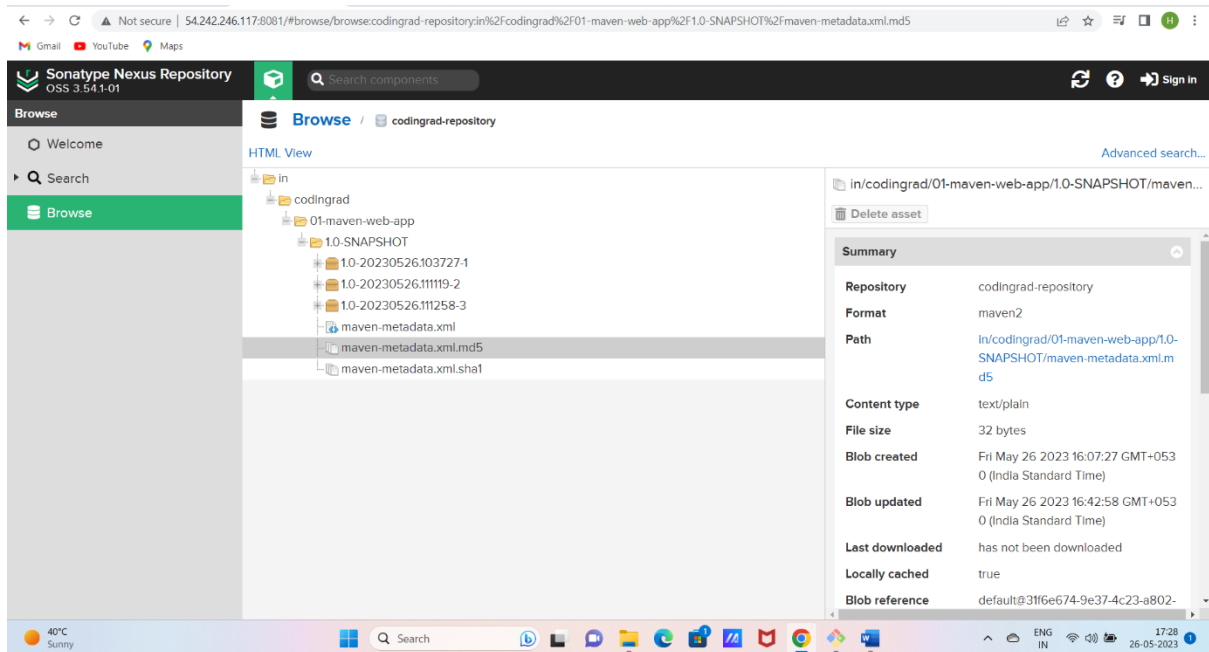 Not secure | 54.242.246.117:8081/#browse/browse:codingrad-repository:in%2Fcodingrad%2F01-maven-web-app%2F1.0-SNAPSHOT%2Fmaven-metadata.xml.md5
H
Gmail YouTube Maps
Sonatype Nexus Repository
OSS 3.54.1-01
Search components
Sign in
Browse
Welcome
Search
Browse
Browse / codingrad-repository
HTML View
Advanced search...
in
codingrad
01-maven-web-app
1.0-SNAPSHOT
1.0-20230526.103727-1
1.0-20230526.111119-2
1.0-20230526.111258-3
maven-metadata.xml
maven-metadata.xml.md5
maven-metadata.xml.sha1
in/codingrad/01-maven-web-app/1.0-SNAPSHOT/maven...
Delete asset
Summary
Repository codingrad-repository
Format maven2
Path in/codingrad/01-maven-web-app/1.0-
SNAPSHOT/maven-metadata.xml.m
d5
Content type text/plain
File size 32 bytes
Blob created Fri May 26 2023 16:07:27 GMT+053
0 (India Standard Time)
Blob updated Fri May 26 2023 16:42:58 GMT+053
0 (India Standard Time)
Last downloaded has not been downloaded
Locally cached true
Blob reference default@31f6e674-9e37-4c23-a802-
40°C
Sunny
Search
ENG
IN
17:28
26-05-2023
1